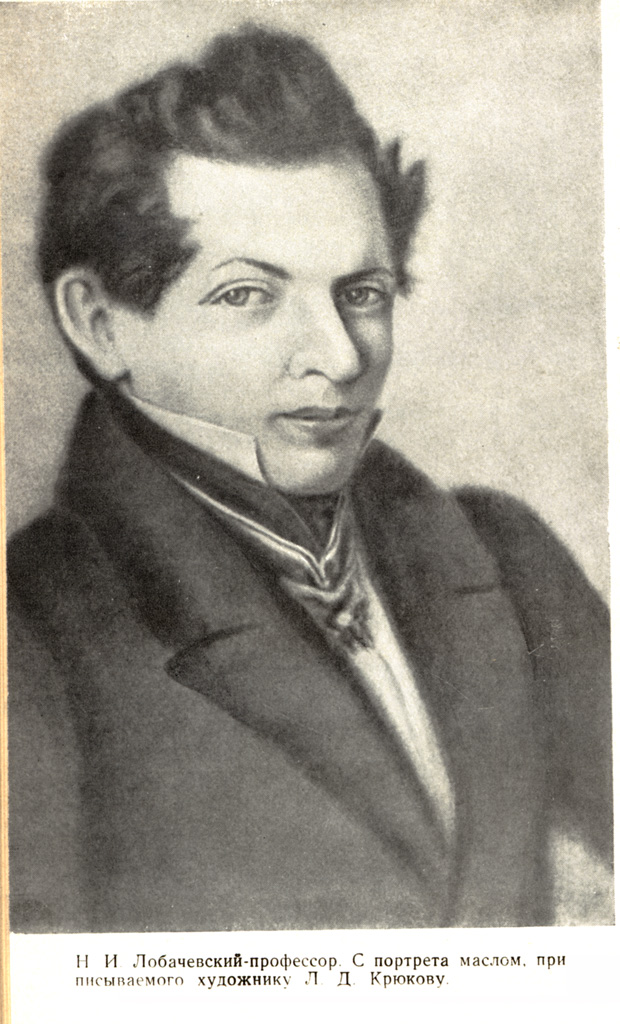 Н И. Лобачевский-профессор. С портрета маслом, при
писываемого художнику Л. Д. Крюкову.